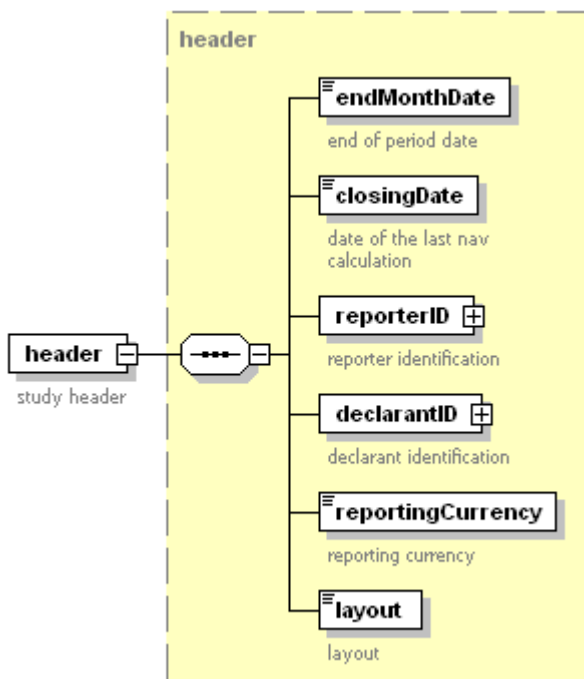 header
endMonthDate
end of period date
closingDate
date of the last nav
calculation
reporterID
reporter identification
header
study header
declarantID
declarant identification
reportingCurrency
reporting currency
layout
layout